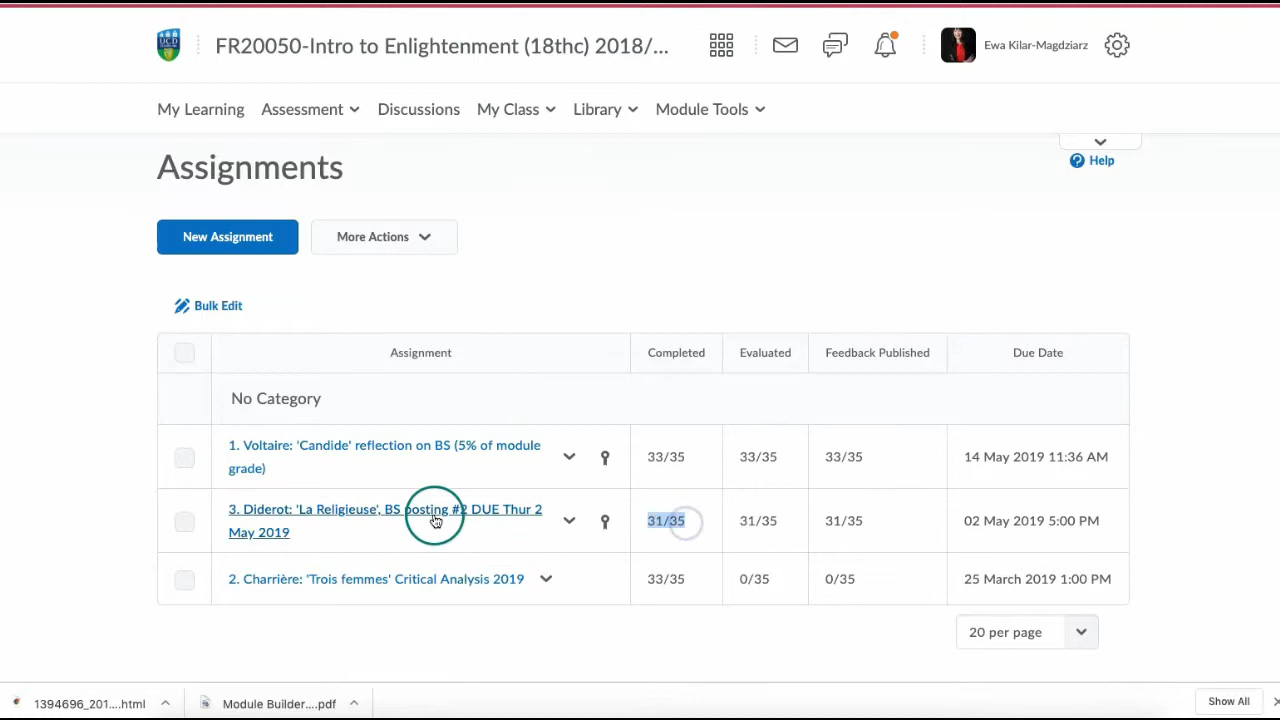 UCD
FR20050-Intro to Enlightenment (18thc) 2018/...
Ewa Kilar-Magdziarz
My Learning Assessment Discussions My Class Library Module Tools
Assignments
Help
New Assignment More Actions
Bulk Edit
Assignment Completed Evaluated Feedback Published Due Date
No Category
1. Voltaire: 'Candide' reflection on BS (5% of module
grade)
33/35 33/35 33/35 14 May 2019 11:36 AM
3. Diderot: 'La Religieuse', BS posting #2 DUE Thur 2
May 2019
31/35 31/35 31/35 02 May 2019 5:00 PM
2. Charrière: 'Trois femmes' Critical Analysis 2019 33/35 0/35 0/35 25 March 2019 1:00 PM
20 per page
1394696_201....html Module Builder....pdf Show All